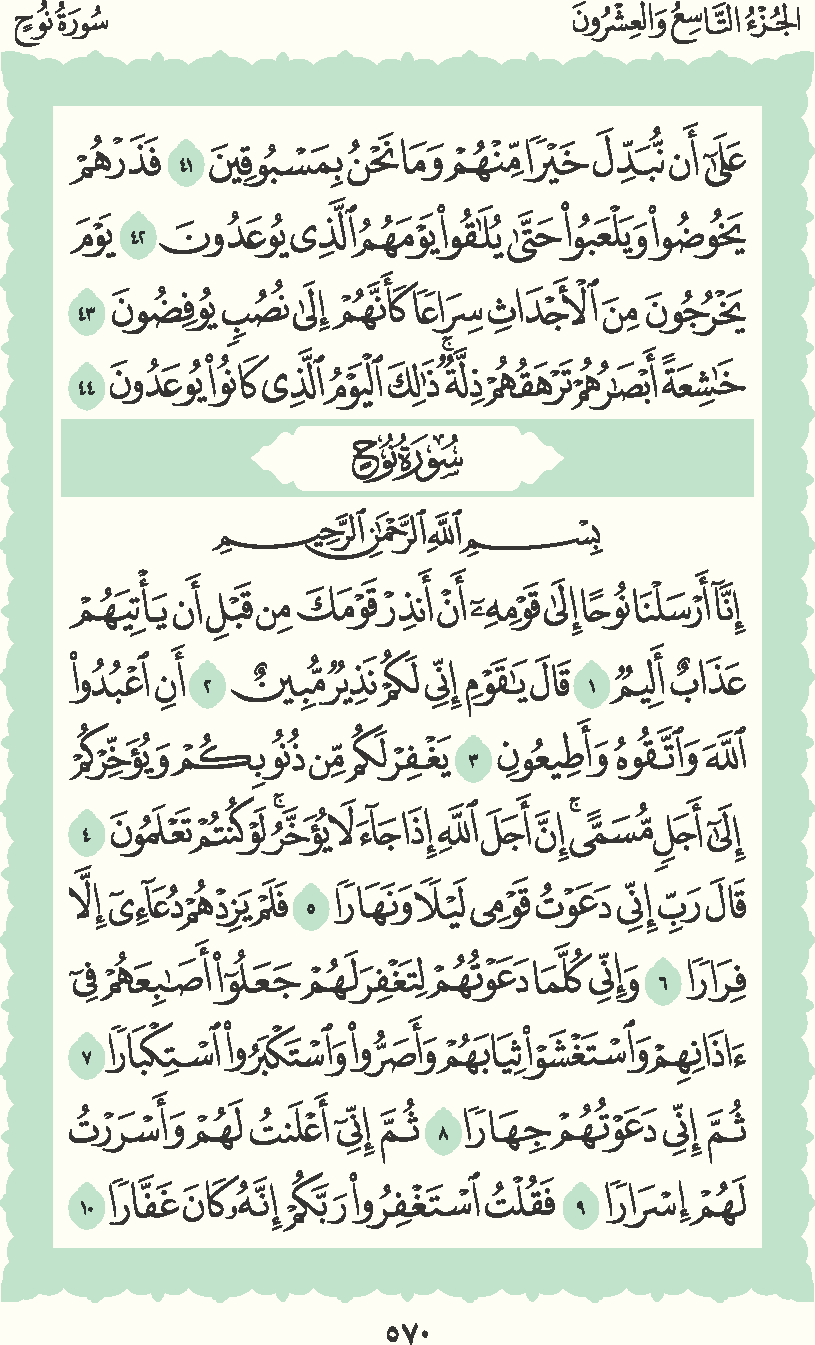 الجُزْءُ التَّاسِعُ وَالعِشْرُونَ
سُورَةُ نُوحٍ
عَلَىٰٓ أَن نُّبَدِّلَ خَيْرٗا مِّنْهُمْ وَمَا نَحْنُ بِمَسْبُوقِينَ ٤١ فَذَرْهُمْ
يَخُوضُوا۟ وَيَلْعَبُوا۟ حَتَّىٰ يُلَٰقُوا۟ يَوْمَهُمُ ٱلَّذِى يُوعَدُونَ ٤٢ يَوْمَ
يَخْرُجُونَ مِنَ ٱلْأَجْدَاثِ سِرَاعٗا كَأَنَّهُمْ إِلَىٰ نُصُبٖ يُوفِضُونَ ٤٣
خَٰشِعَةً أَبْصَٰرُهُمْ تَرْهَقُهُمْ ذِلَّةٞۚ ذَٰلِكَ ٱلْيَوْمُ ٱلَّذِى كَانُوا۟ يُوعَدُونَ ٤٤
سُورَةُ نُوحٍ
بِسْمِ ٱللَّهِ ٱلرَّحْمَٰنِ ٱلرَّحِيمِ
إِنَّآ أَرْسَلْنَا نُوحًا إِلَىٰ قَوْمِهِۦٓ أَنْ أَنذِرْ قَوْمَكَ مِن قَبْلِ أَن يَأْتِيَهُمْ
عَذَابٌ أَلِيمٞ ١ قَالَ يَٰقَوْمِ إِنِّى لَكُمْ نَذِيرٞ مُّبِينٌ ٢ أَنِ ٱعْبُدُوا۟
ٱللَّهَ وَٱتَّقُوهُ وَأَطِيعُونِ ٣ يَغْفِرْ لَكُم مِّن ذُنُوبِكُمْ وَيُؤَخِّرْكُمْ
إِلَىٰٓ أَجَلٖ مُّسَمًّىۚ إِنَّ أَجَلَ ٱللَّهِ إِذَا جَآءَ لَا يُؤَخَّرُۚ لَوْ كُنتُمْ تَعْلَمُونَ ٤
قَالَ رَبِّ إِنِّى دَعَوْتُ قَوْمِى لَيْلٗا وَنَهَارٗا ٥ فَلَمْ يَزِدْهُمْ دُعَآءِىٓ إِلَّا
فِرَارٗا ٦ وَإِنِّى كُلَّمَا دَعَوْتُهُمْ لِتَغْفِرَ لَهُمْ جَعَلُوٓا۟ أَصَٰبِعَهُمْ فِىٓ
ءَاذَانِهِمْ وَٱسْتَغْشَوْا۟ ثِيَابَهُمْ وَأَصَرُّوا۟ وَٱسْتَكْبَرُوا۟ ٱسْتِكْبَارٗا ٧
ثُمَّ إِنِّى دَعَوْتُهُمْ جِهَارٗا ٨ ثُمَّ إِنِّىٓ أَعْلَنتُ لَهُمْ وَأَسْرَرْتُ
لَهُمْ إِسْرَارٗا ٩ فَقُلْتُ ٱسْتَغْفِرُوا۟ رَبَّكُمْ إِنَّهُۥ كَانَ غَفَّارٗا ١٠
٥٧٠